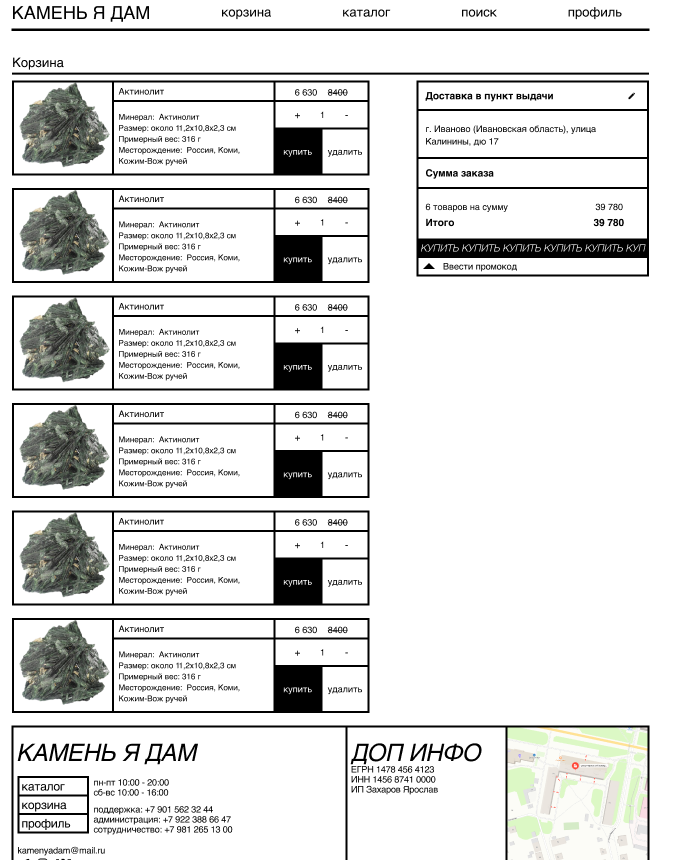 КАМЕНЬ Я ДАМ корзина каталог поиск профиль
Корзина
Актинолит 6 630 8400
Минерал: Актинолит
Размер: около 11,2x10,8x2,3 см
Примерный вес: 316 г
Месторождение: Россия, Коми,
Кожим-Вож ручей
+ 1 -
купить удалить
Актинолит 6 630 8400
Минерал: Актинолит
Размер: около 11,2x10,8x2,3 см
Примерный вес: 316 г
Месторождение: Россия, Коми,
Кожим-Вож ручей
+ 1 -
купить удалить
Актинолит 6 630 8400
Минерал: Актинолит
Размер: около 11,2x10,8x2,3 см
Примерный вес: 316 г
Месторождение: Россия, Коми,
Кожим-Вож ручей
+ 1 -
купить удалить
Актинолит 6 630 8400
Минерал: Актинолит
Размер: около 11,2x10,8x2,3 см
Примерный вес: 316 г
Месторождение: Россия, Коми,
Кожим-Вож ручей
+ 1 -
купить удалить
Актинолит 6 630 8400
Минерал: Актинолит
Размер: около 11,2x10,8x2,3 см
Примерный вес: 316 г
Месторождение: Россия, Коми,
Кожим-Вож ручей
+ 1 -
купить удалить
Актинолит 6 630 8400
Минерал: Актинолит
Размер: около 11,2x10,8x2,3 см
Примерный вес: 316 г
Месторождение: Россия, Коми,
Кожим-Вож ручей
+ 1 -
купить удалить
Доставка в пункт выдачи
г. Иваново (Ивановская область), улица
Калинины, дю 17
Сумма заказа
6 товаров на сумму 39 780
Итого 39 780
КУПИТЬ КУПИТЬ КУПИТЬ КУПИТЬ КУПИТЬ КУП
Ввести промокод
КАМЕНЬ Я ДАМ
каталог
корзина
профиль
пн-пт 10:00 - 20:00
сб-вс 10:00 - 16:00
поддержка: +7 901 562 32 44
администрация: +7 922 388 66 47
сотрудничество: +7 981 265 13 00
kamenyadam@mail.ru
ДОП ИНФО
ЕГРН 1478 456 4123
ИНН 1456 8741 0000
ИП Захаров Ярослав